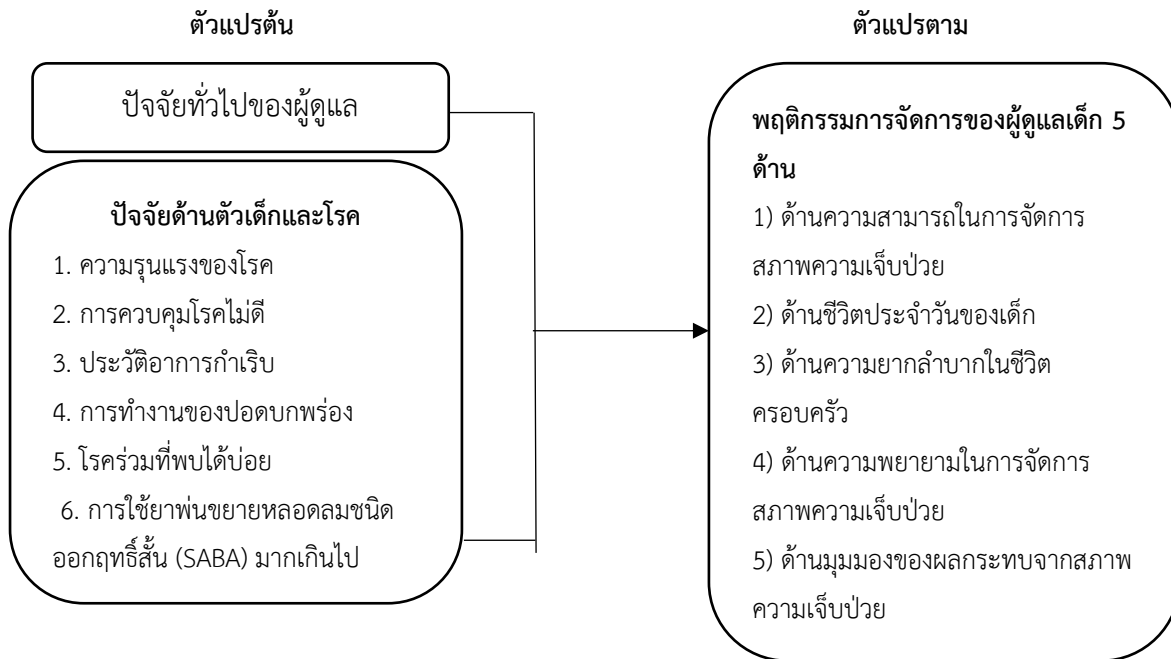 ตัวแปรต้น
ปัจจัยทั่วไปของผู้ดูแล
ปัจจัยด้านตัวเด็กและโรค
1. ความรุนแรงของโรค
2. การควบคุมโรคไม่ดี
3. ประวัติอาการกำเริบ
4. การทำงานของปอดบกพร่อง
5. โรคร่วมที่พบได้บ่อย
6. การใช้ยาพ่นขยายหลอดลมชนิด
ออกฤทธิ์สั้น (SABA) มากเกินไป
ตัวแปรตาม
พฤติกรรมการจัดการของผู้ดูแลเด็ก 5
ด้าน
1) ด้านความสามารถในการจัดการ
สภาพความเจ็บป่วย
2) ด้านชีวิตประจำวันของเด็ก
3) ด้านความยากลำบากในชีวิต
ครอบครัว
4) ด้านความพยายามในการจัดการ
สภาพความเจ็บป่วย
5) ด้านมุมมองของผลกระทบจากสภาพ
ความเจ็บป่วย